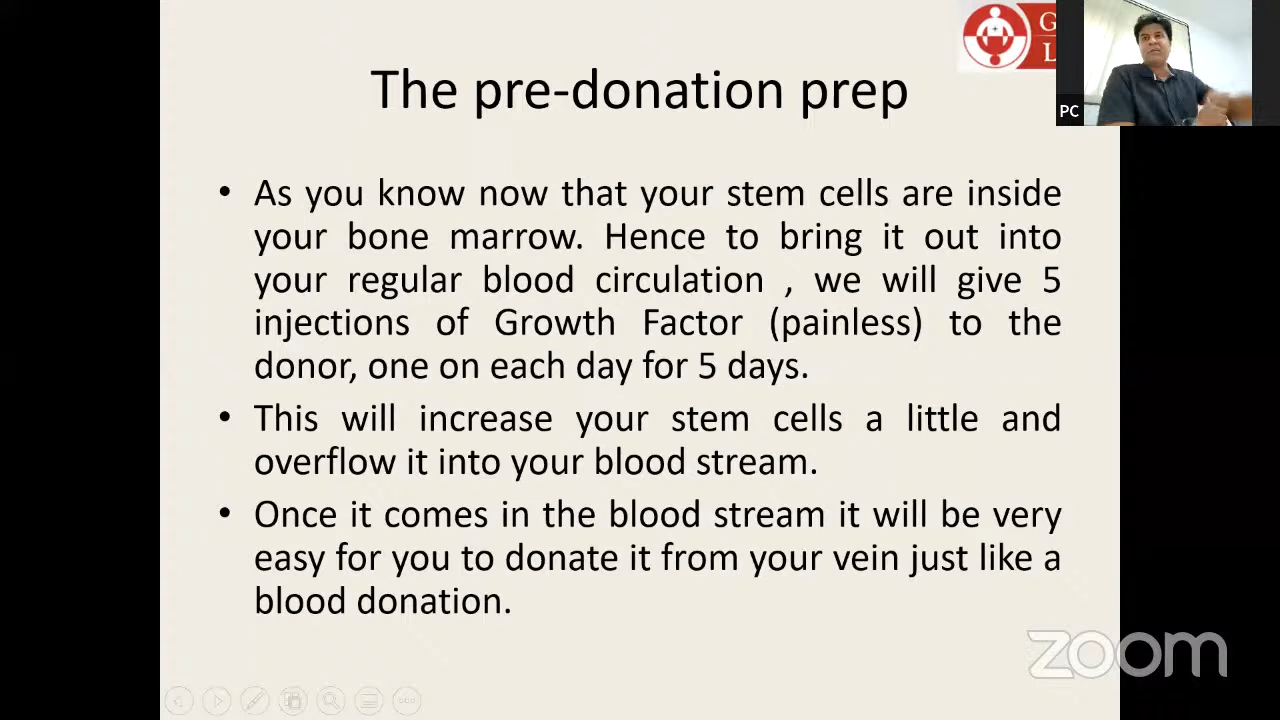 G
L
PC
The pre-donation prep
• As you know now that your stem cells are inside
your bone marrow. Hence to bring it out into
your regular blood circulation , we will give 5
injections of Growth Factor (painless) to the
donor, one on each day for 5 days.
• This will increase your stem cells a little and
overflow it into your blood stream.
• Once it comes in the blood stream it will be very
easy for you to donate it from your vein just like a
blood donation.
zoom